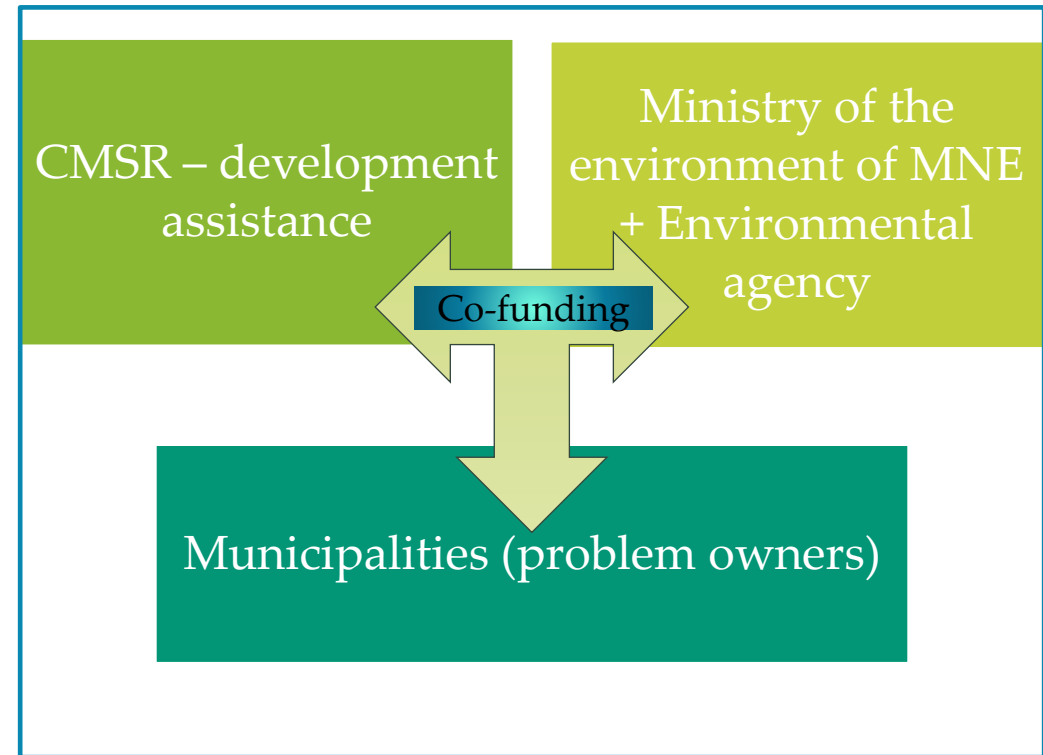 CMSR – development
assistance
Ministry of the
environment of MNE
+ Environmental
agency
Co-funding
Municipalities (problem owners)